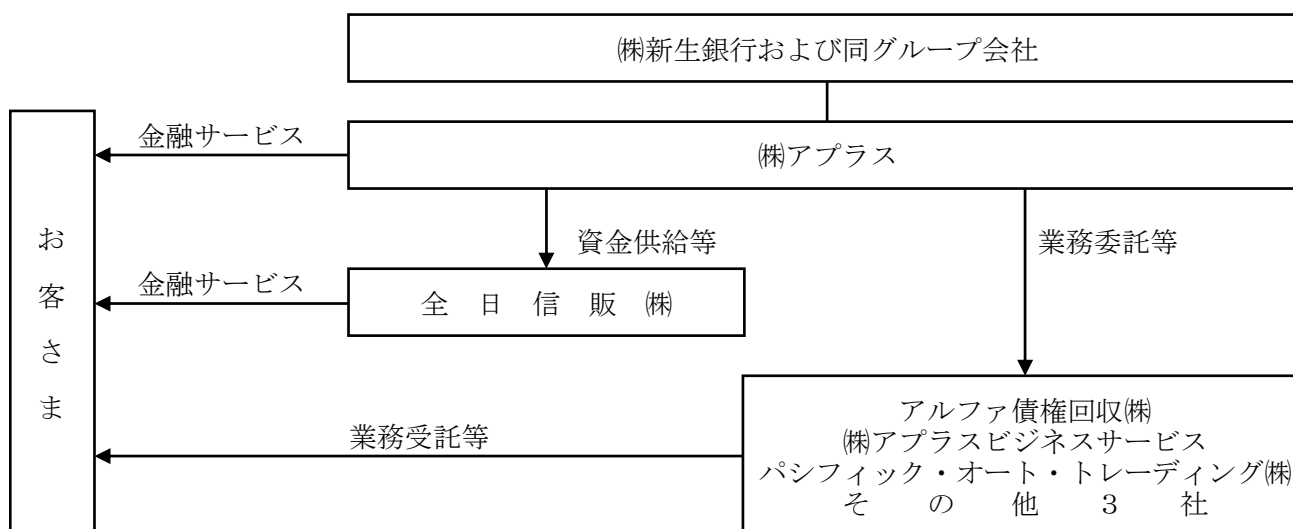 ㈱新生銀行および同グループ会社
金融サービス
㈱アプラス
お客さま
資金供給等
業務委託等
金融サービス
全日信販㈱
アルファ債権回収㈱
㈱アプラスビジネスサービス
パシフィック・オート・トレーディング㈱
その他3社
業務受託等